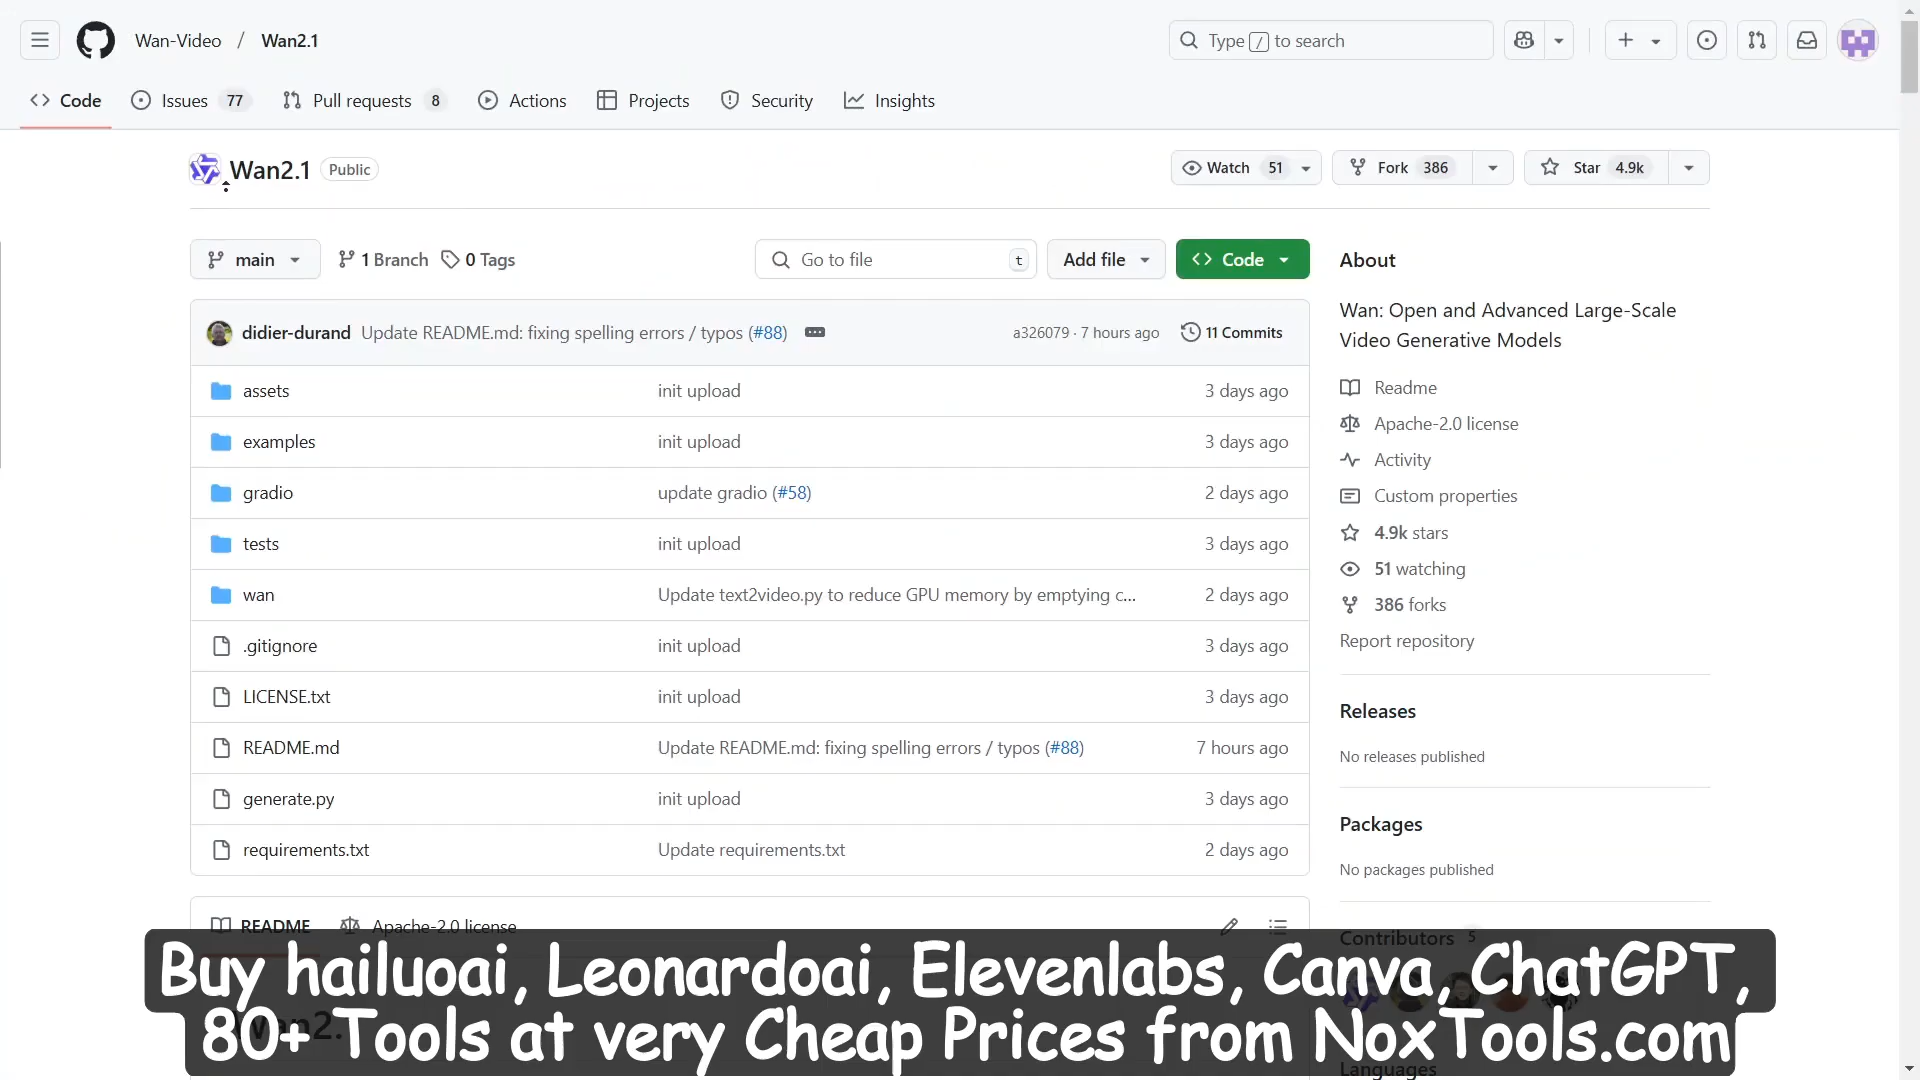 Wan-Video / Wan2.1
Type / to search
Code
Issues 77
Pull requests 8
Actions
Projects
Security
Insights
Wan2.1 Public
Watch 51
Fork 386
Star 4.9k
main
1 Branch
0 Tags
Go to file t
Add file
Code
didier-durand Update README.md: fixing spelling errors / typos (#88)
a326079 · 7 hours ago
11 Commits
assets init upload 3 days ago
examples init upload 3 days ago
gradio update gradio (#58) 2 days ago
tests init upload 3 days ago
wan Update text2video.py to reduce GPU memory by emptying c... 2 days ago
.gitignore init upload 3 days ago
LICENSE.txt init upload 3 days ago
README.md Update README.md: fixing spelling errors / typos (#88) 7 hours ago
generate.py init upload 3 days ago
requirements.txt Update requirements.txt 2 days ago
README
Apache-2.0 license
About
Wan: Open and Advanced Large-Scale
Video Generative Models
Readme
Apache-2.0 license
Activity
Custom properties
4.9k stars
51 watching
386 forks
Report repository
Releases
No releases published
Packages
No packages published
Contributors 5
Languages
Buy hailuoai, Leonardoai, Elevenlabs, Canva, ChatGPT,
80+ Tools at very Cheap Prices from NoxTools.com